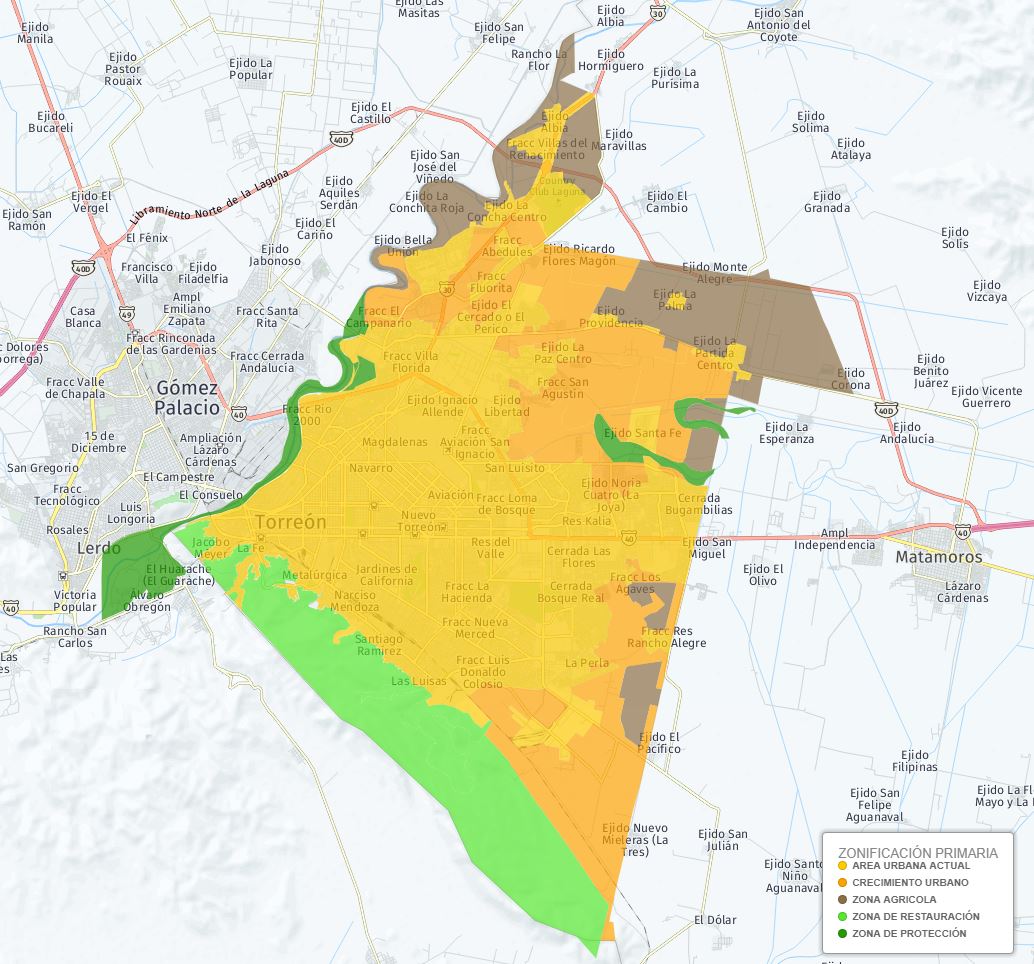 Ejido Las
Masitas
Ejido
Manila
Ejido San
Felipe
Ejido
Albia
30
Ejido San
Antonio del
Coyote
Ejido
Pastor
Rouaix
Ejido La
Popular
Rancho La
Flor
Ejido
Hormiguero
Ejido La
Purisima
Ejido
Bucareli
Ejido El
Castillo
40D
Ejido
Albia
Ejido
Solima
Ejido
Maravillas
Ejido
Atalaya
Fracc Villas del
Renacimiento
Ejido San
José del
Viñedo
Country
Club Laguna
Ejido
Aquiles
Serdán
Ejido La
Conchita Roja
Ejido La
Concha Centro
Ejido El
Cambio
Ejido
Granada
Ejido El
Vergel
Libramiento Norte de la Laguna
Ejido San
Ramón
El Fénix
Ejido El
Cariño
Ejido
Solis
Ejido Bella
Unión
Fracc
Abedules
Ejido Ricardo
Flores Magón
Ejido
Jabonoso
40D
Francisco
Villa
Ejido
Filadelfia
Fracc
Fluorita
30
Ejido Monte
Alegre
Ejido
Vizcaya
Ejido La
Palma
Casa
Blanca
49
Ampl
Emiliano
Zapata
Fracc Santa
Rita
Fracc El
Campanario
Ejido El
Cercado o El
Perico
Ejido
Providencia
Fracc Rinconada
de las Gardenias
Fracc Cerrada
Andalucía
Fracc Villa
Florida
Ejido La
Paz Centro
Ejido La
Partida
Centro
Ejido
Corona
Ejido
Benito
Juárez
Ejido Vicente
Guerrero
Fracc Valle
de Chapala
Gómez
Palacio
40
Fracc Rio
2000
Ejido Ignacio
Allende
Ejido
Libertad
Fracc San
Agustin
40D
15 de
Diciembre
Ampliación
Lázaro
Cárdenas
Magdalenas
Fracc
Aviación San
Ignacio
Ejido Santa Fe
Ejido La
Esperanza
Ejido
Andalucía
San Gregorio
El Campestre
Navarro
San Luisito
Fracc
Tecnológico
El Consuelo
Aviación
Fracc Loma
de Bosque
Ejido Noria
Cuatro (La
Joya)
Cerrada
Bugambilias
Luis
Longoria
Torreón
Nuevo
Torreón
Res Kalia
Rosales
Lerdo
Jacobo
Meyer
La Fe
Res del
Valle
Cerrada Las
Flores
40
Ejido San
Miguel
Ampl
Independencia
40
Matamoros
El Huarache
(El Guarache)
Metalúrgica
Jardines de
California
Fracc Los
Agaves
Ejido El
Olivo
Lázaro
Cárdenas
40
Victoria
Popular
Álvaro
Obregón
Narciso
Mendoza
Fracc La
Hacienda
Cerrada
Bosque Real
Rancho San
Carlos
Santiago
Ramírez
Fracc Nueva
Merced
Fracc Res
Rancho Alegre
Las Luisas
Fracc Luis
Donaldo
Colosio
La Perla
Ejido El
Pacífico
Ejido
Filipinas
Ejido San
Felipe
Aguanaval
Ejido Nuevo
Mieleras (La
Tres)
Ejido San
Julián
El Dólar
ZONIFICACIÓN PRIMARIA
AREA URBANA ACTUAL
CRECIMIENTO URBANO
ZONA AGRICOLA
ZONA DE RESTAURACIÓN
ZONA DE PROTECCIÓN